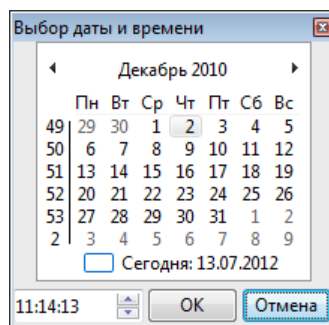 Выбор даты и времени
Декабрь 2010
Пн Вт Ср Чт Пт Сб Вс
49 29 30 1 2 3 4 5
50 6 7 8 9 10 11 12
51 13 14 15 16 17 18 19
52 20 21 22 23 24 25 26
53 27 28 29 30 31 1 2
2 3 4 5 6 7 8 9
Сегодня: 13.07.2012
11:14:13 OK Отмена